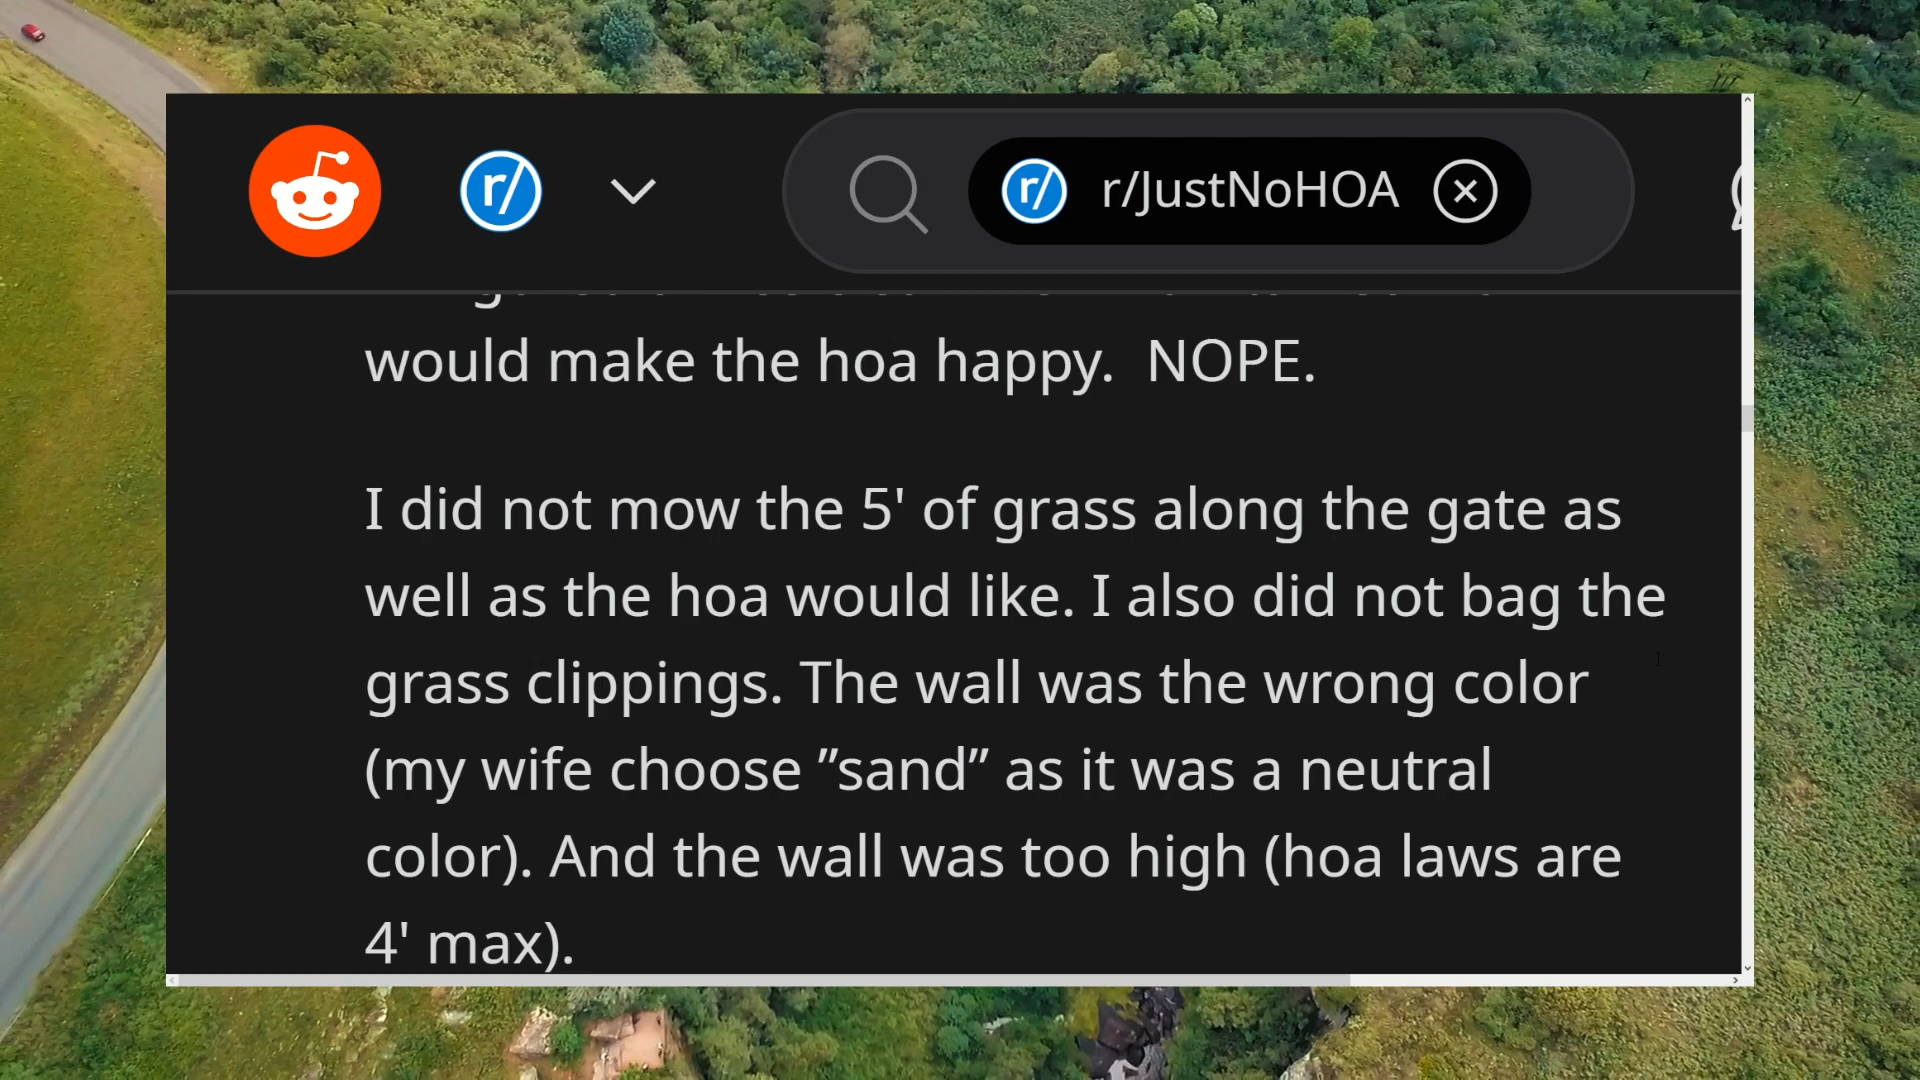 r/ r/ r/JustNoHOA
would make the hoa happy.  NOPE.
I did not mow the 5' of grass along the gate as
well as the hoa would like. I also did not bag the
grass clippings. The wall was the wrong color
(my wife choose ”sand” as it was a neutral
color). And the wall was too high (hoa laws are
4' max).